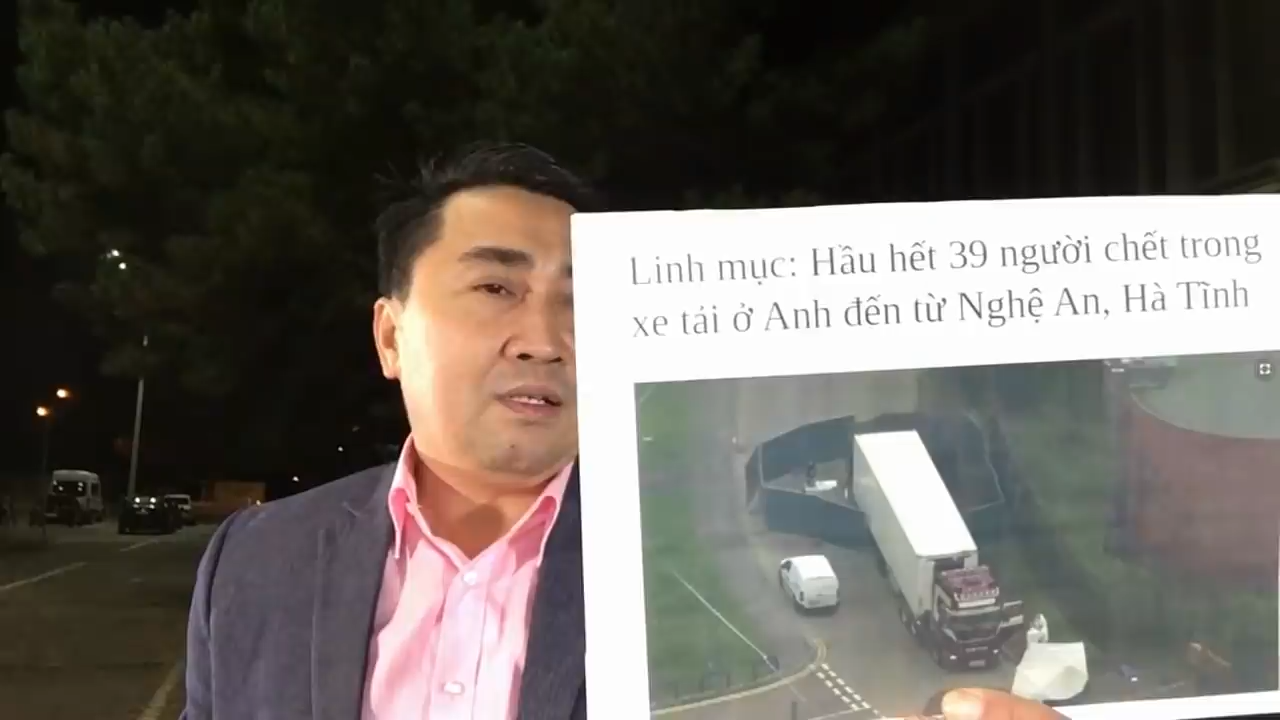 Linh mục: Hầu hết 39 người chết trong
xe tải ở Anh đến từ Nghệ An, Hà Tĩnh